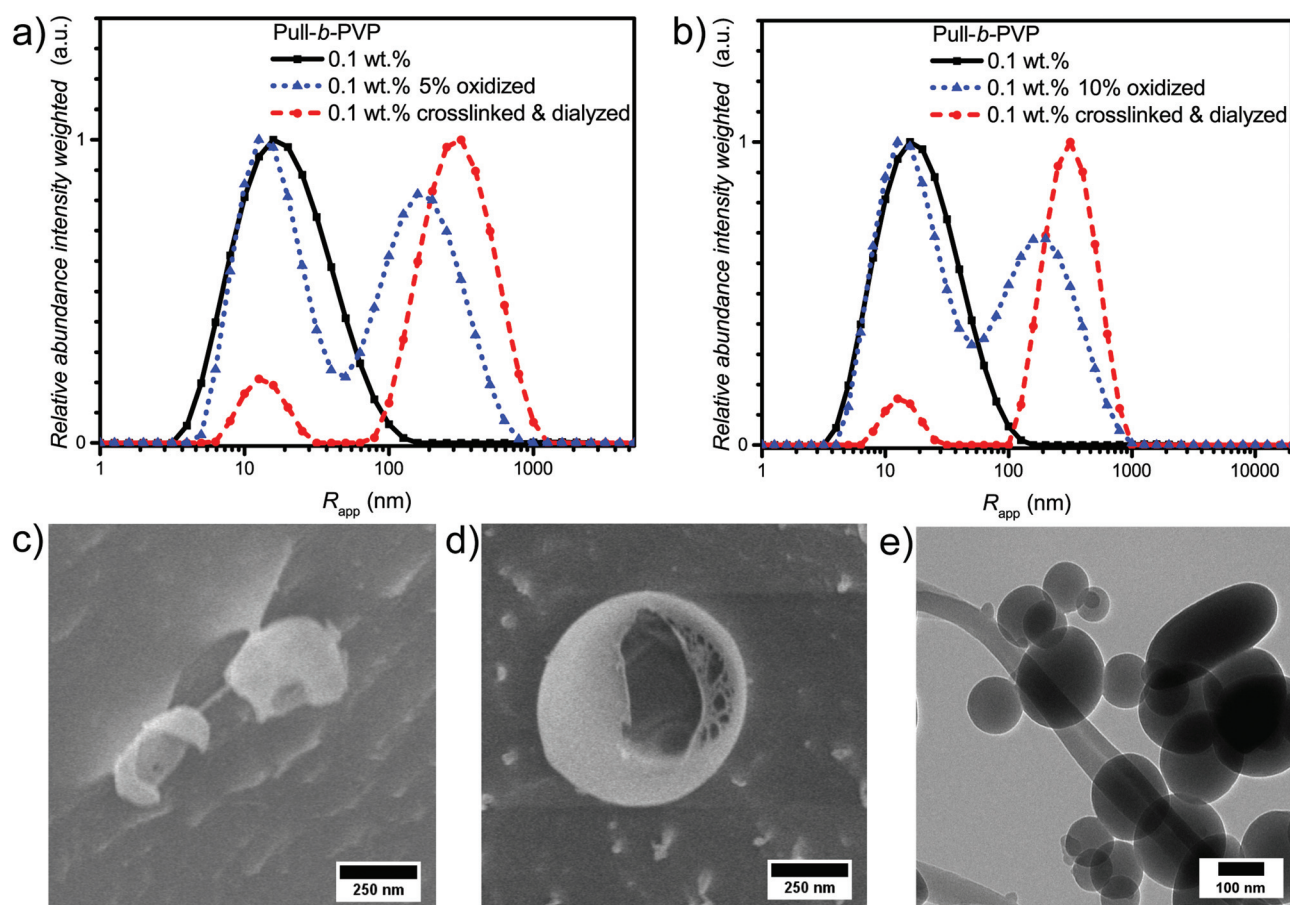 a)
Pull-b-PVP
0.1 wt.%
0.1 wt.% 5% oxidized
0.1 wt.% crosslinked & dialyzed
Relative abundance intensity weighted (a.u.)
1
0
1 10 100 1000
Rapp (nm)
b)
Pull-b-PVP
0.1 wt.%
0.1 wt.% 10% oxidized
0.1 wt.% crosslinked & dialyzed
Relative abundance intensity weighted (a.u.)
1
0
1 10 100 1000 10000
Rapp (nm)
c)
250 nm
d)
250 nm
e)
100 nm